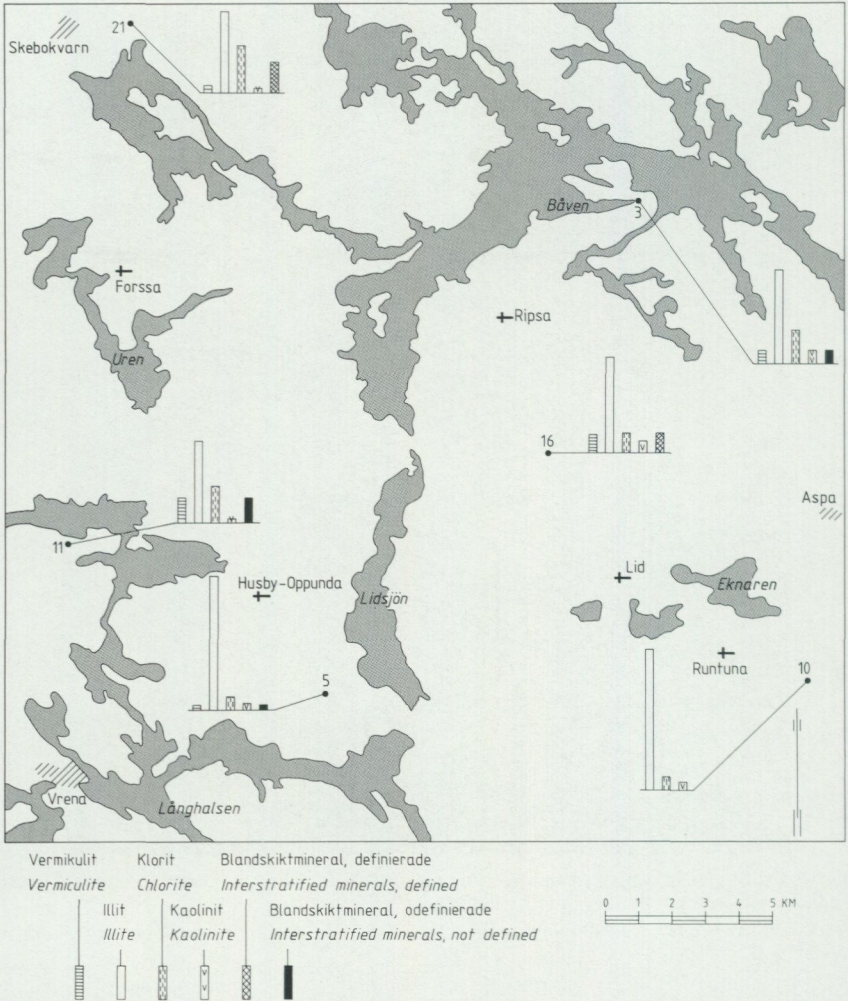 21
Skebokvarn
Båven
3
Forssa
Ripsa
Uren
16
Aspa
11
Husby-Oppunda
Lid
Lidsjön
Eknaren
5
Runtuna
10
Vrena
Långhalsen
Vermikulit Klorit Blandskiktmineral, definierade
Vermiculite Chlorite Interstratified minerals, defined
Illit Kaolinit Blandskiktmineral, odefinierade
Illite Kaolinite Interstratified minerals, not defined
0 1 2 3 4 5 KM